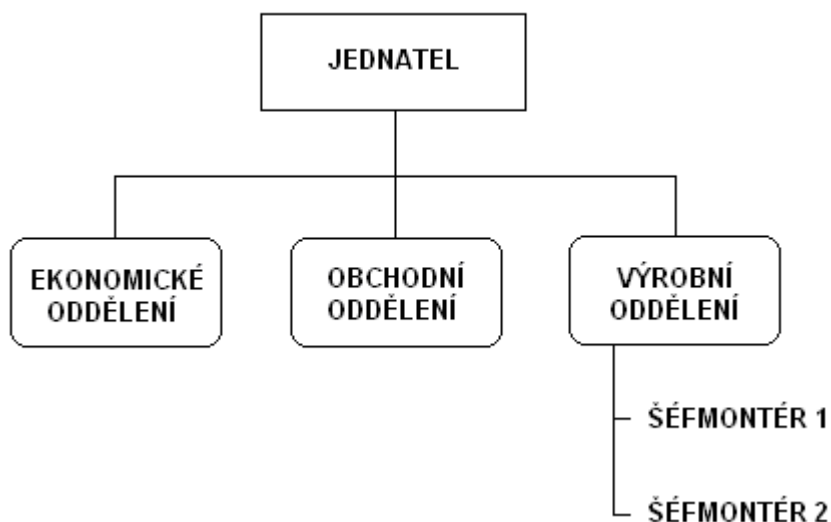 JEDNATEL
EKONOMICKÉ
ODDĚLENÍ
OBCHODNÍ
ODDĚLENÍ
VÝROBNÍ
ODDĚLENÍ
ŠÉFMONTÉR 1
ŠÉFMONTÉR 2